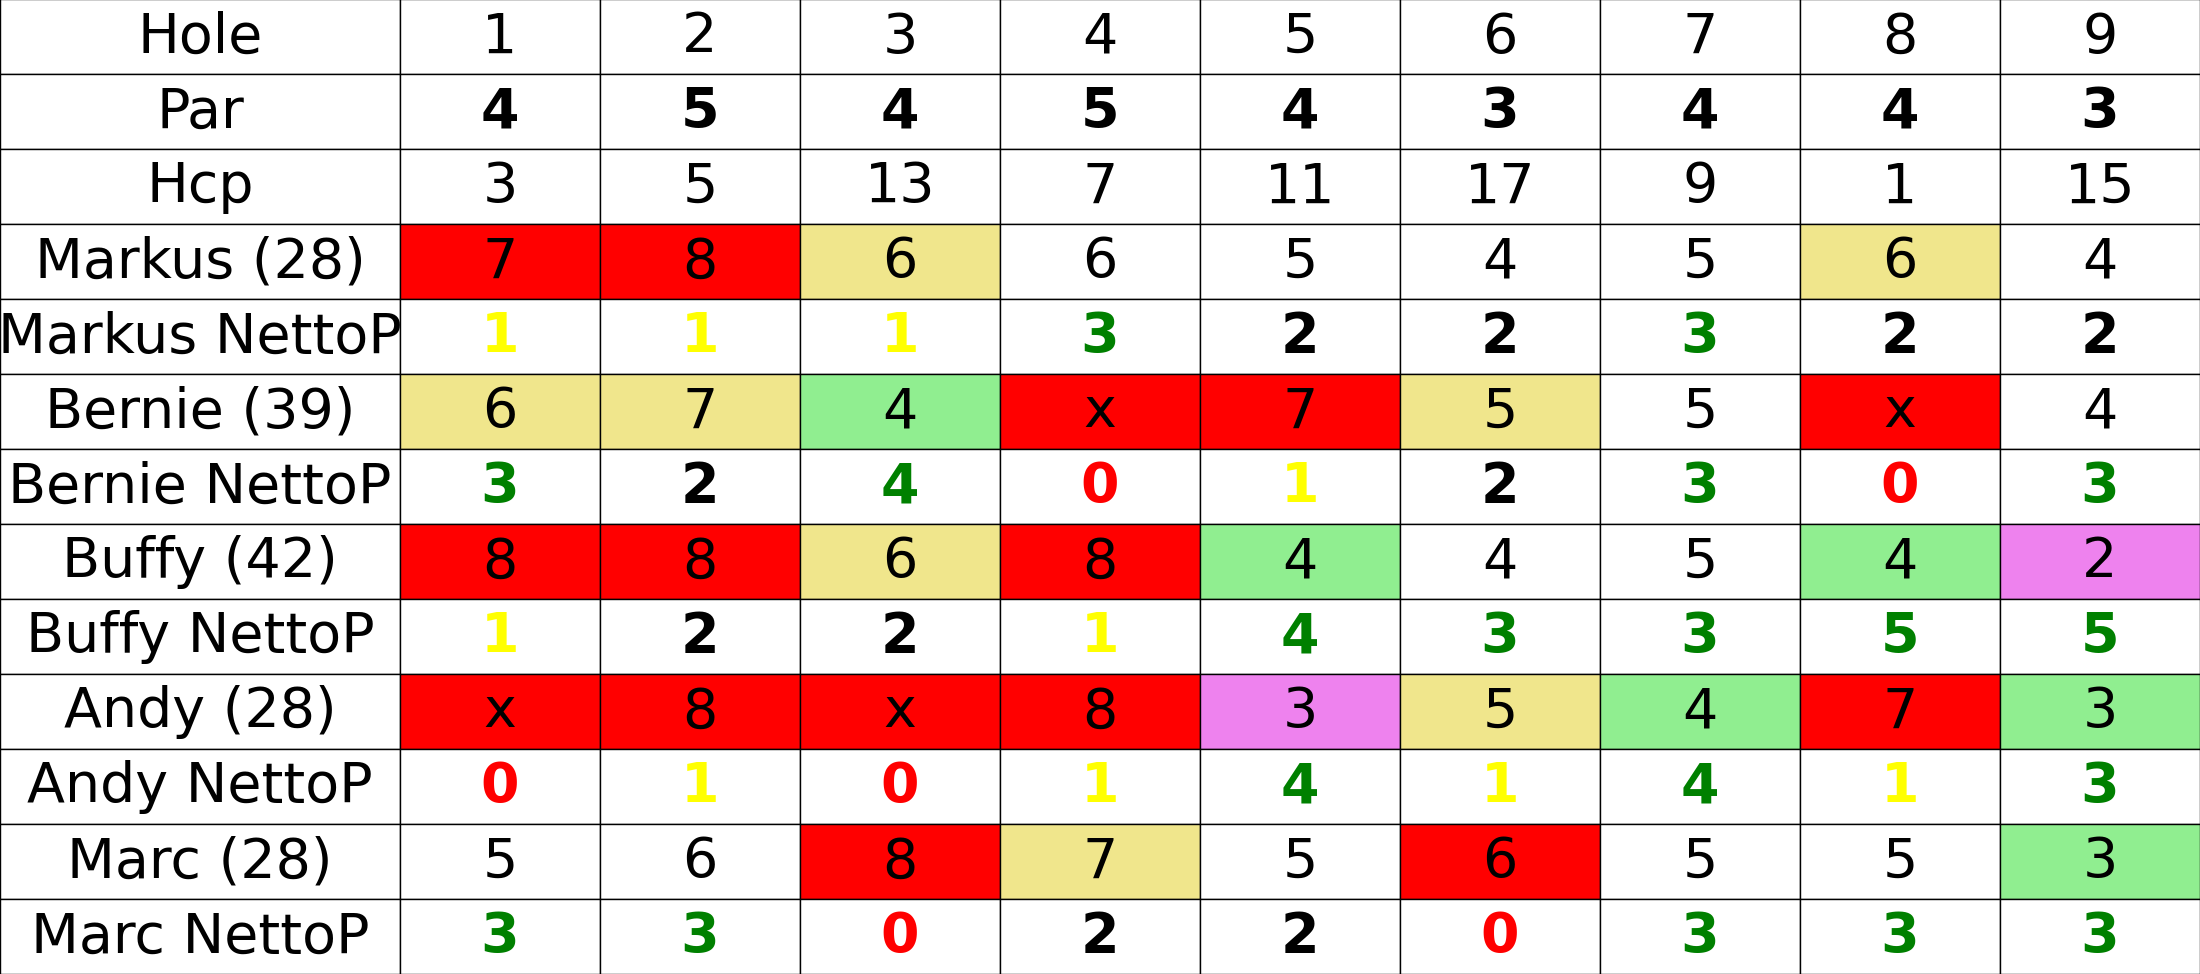 Hole 1 2 3 4 5 6 7 8 9
Par 4 5 4 5 4 3 4 4 3
Hcp 3 5 13 7 11 17 9 1 15
Markus (28) 7 8 6 6 5 4 5 6 4
Markus NettoP 1 1 1 3 2 2 3 2 2
Bernie (39) 6 7 4 x 7 5 5 x 4
Bernie NettoP 3 2 4 0 1 2 3 0 3
Buffy (42) 8 8 6 8 4 4 5 4 2
Buffy NettoP 1 2 2 1 4 3 3 5 5
Andy (28) x 8 x 8 3 5 4 7 3
Andy NettoP 0 1 0 1 4 1 4 1 3
Marc (28) 5 6 8 7 5 6 5 5 3
Marc NettoP 3 3 0 2 2 0 3 3 3